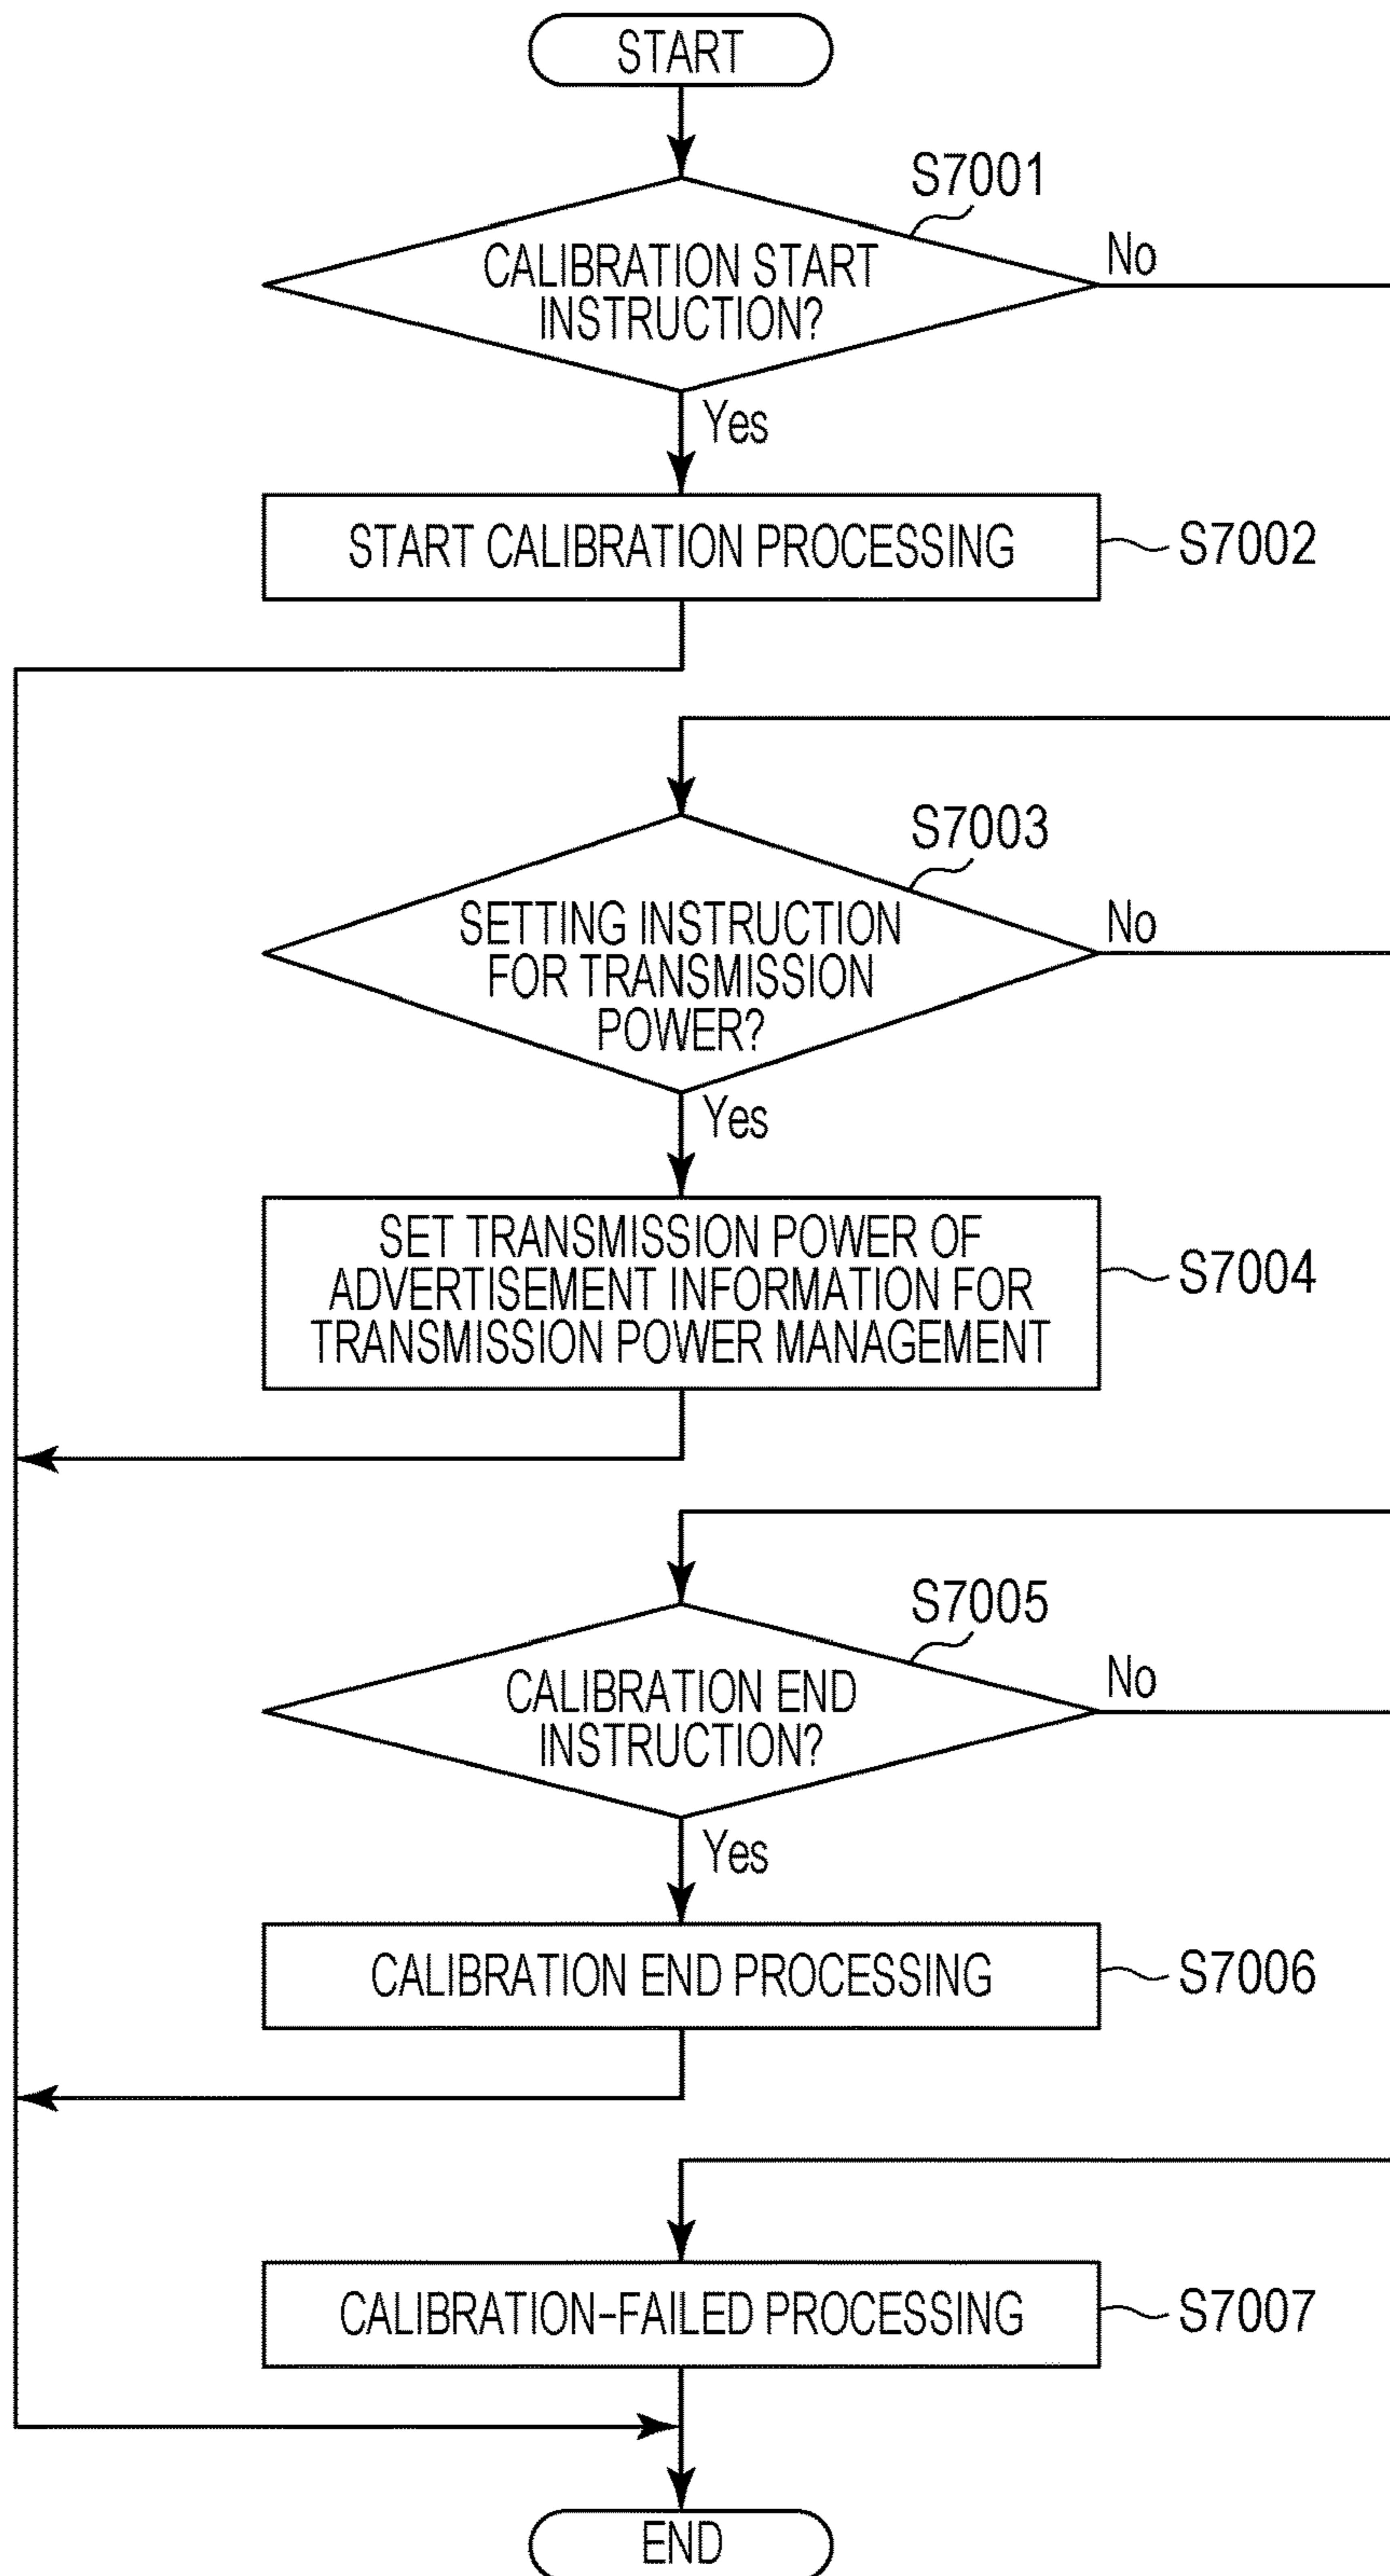 START
S7001
CALIBRATION START
INSTRUCTION?
No
Yes
START CALIBRATION PROCESSING
S7002
S7003
SETTING INSTRUCTION
FOR TRANSMISSION
POWER?
No
Yes
SET TRANSMISSION POWER OF
ADVERTISEMENT INFORMATION FOR
TRANSMISSION POWER MANAGEMENT
S7004
S7005
CALIBRATION END
INSTRUCTION?
No
Yes
CALIBRATION END PROCESSING
S7006
CALIBRATION-FAILED PROCESSING
S7007
END